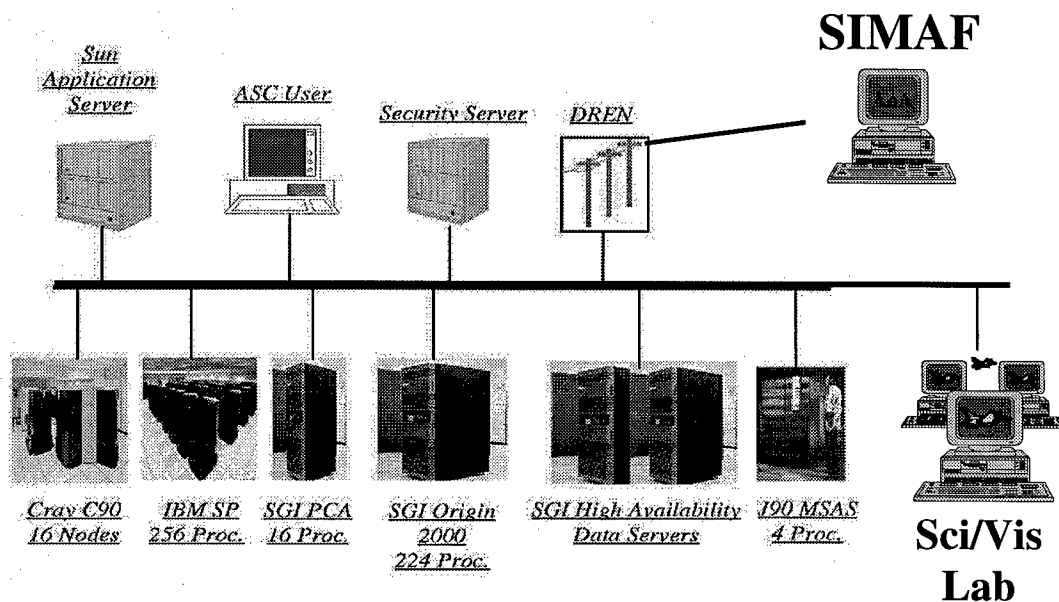 SIMAF
Sun
Application
Server
ASC User
Security Server
DREN
Cray C90
16 Nodes
IBM SP
256 Proc.
SGI PCA
16 Proc.
SGI Origin
2000
224 Proc.
SGI High Availability
Data Servers
J90 MSAS
4 Proc.
Sci/Vis
Lab